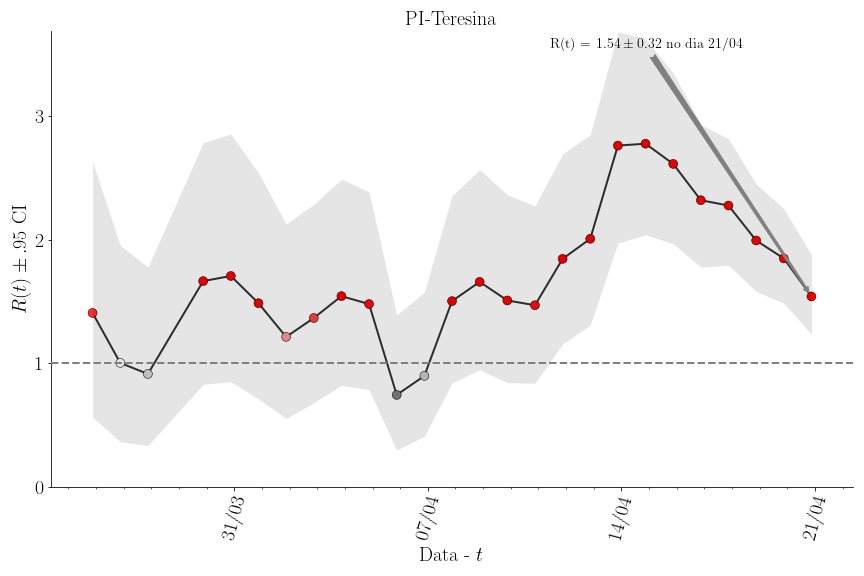 PI-Teresina
R(t) = 1.54 ± 0.32 no dia 21/04
R(t) ± .95 CI
3
2
1
0
31/03
07/04
14/04
21/04
Data - t